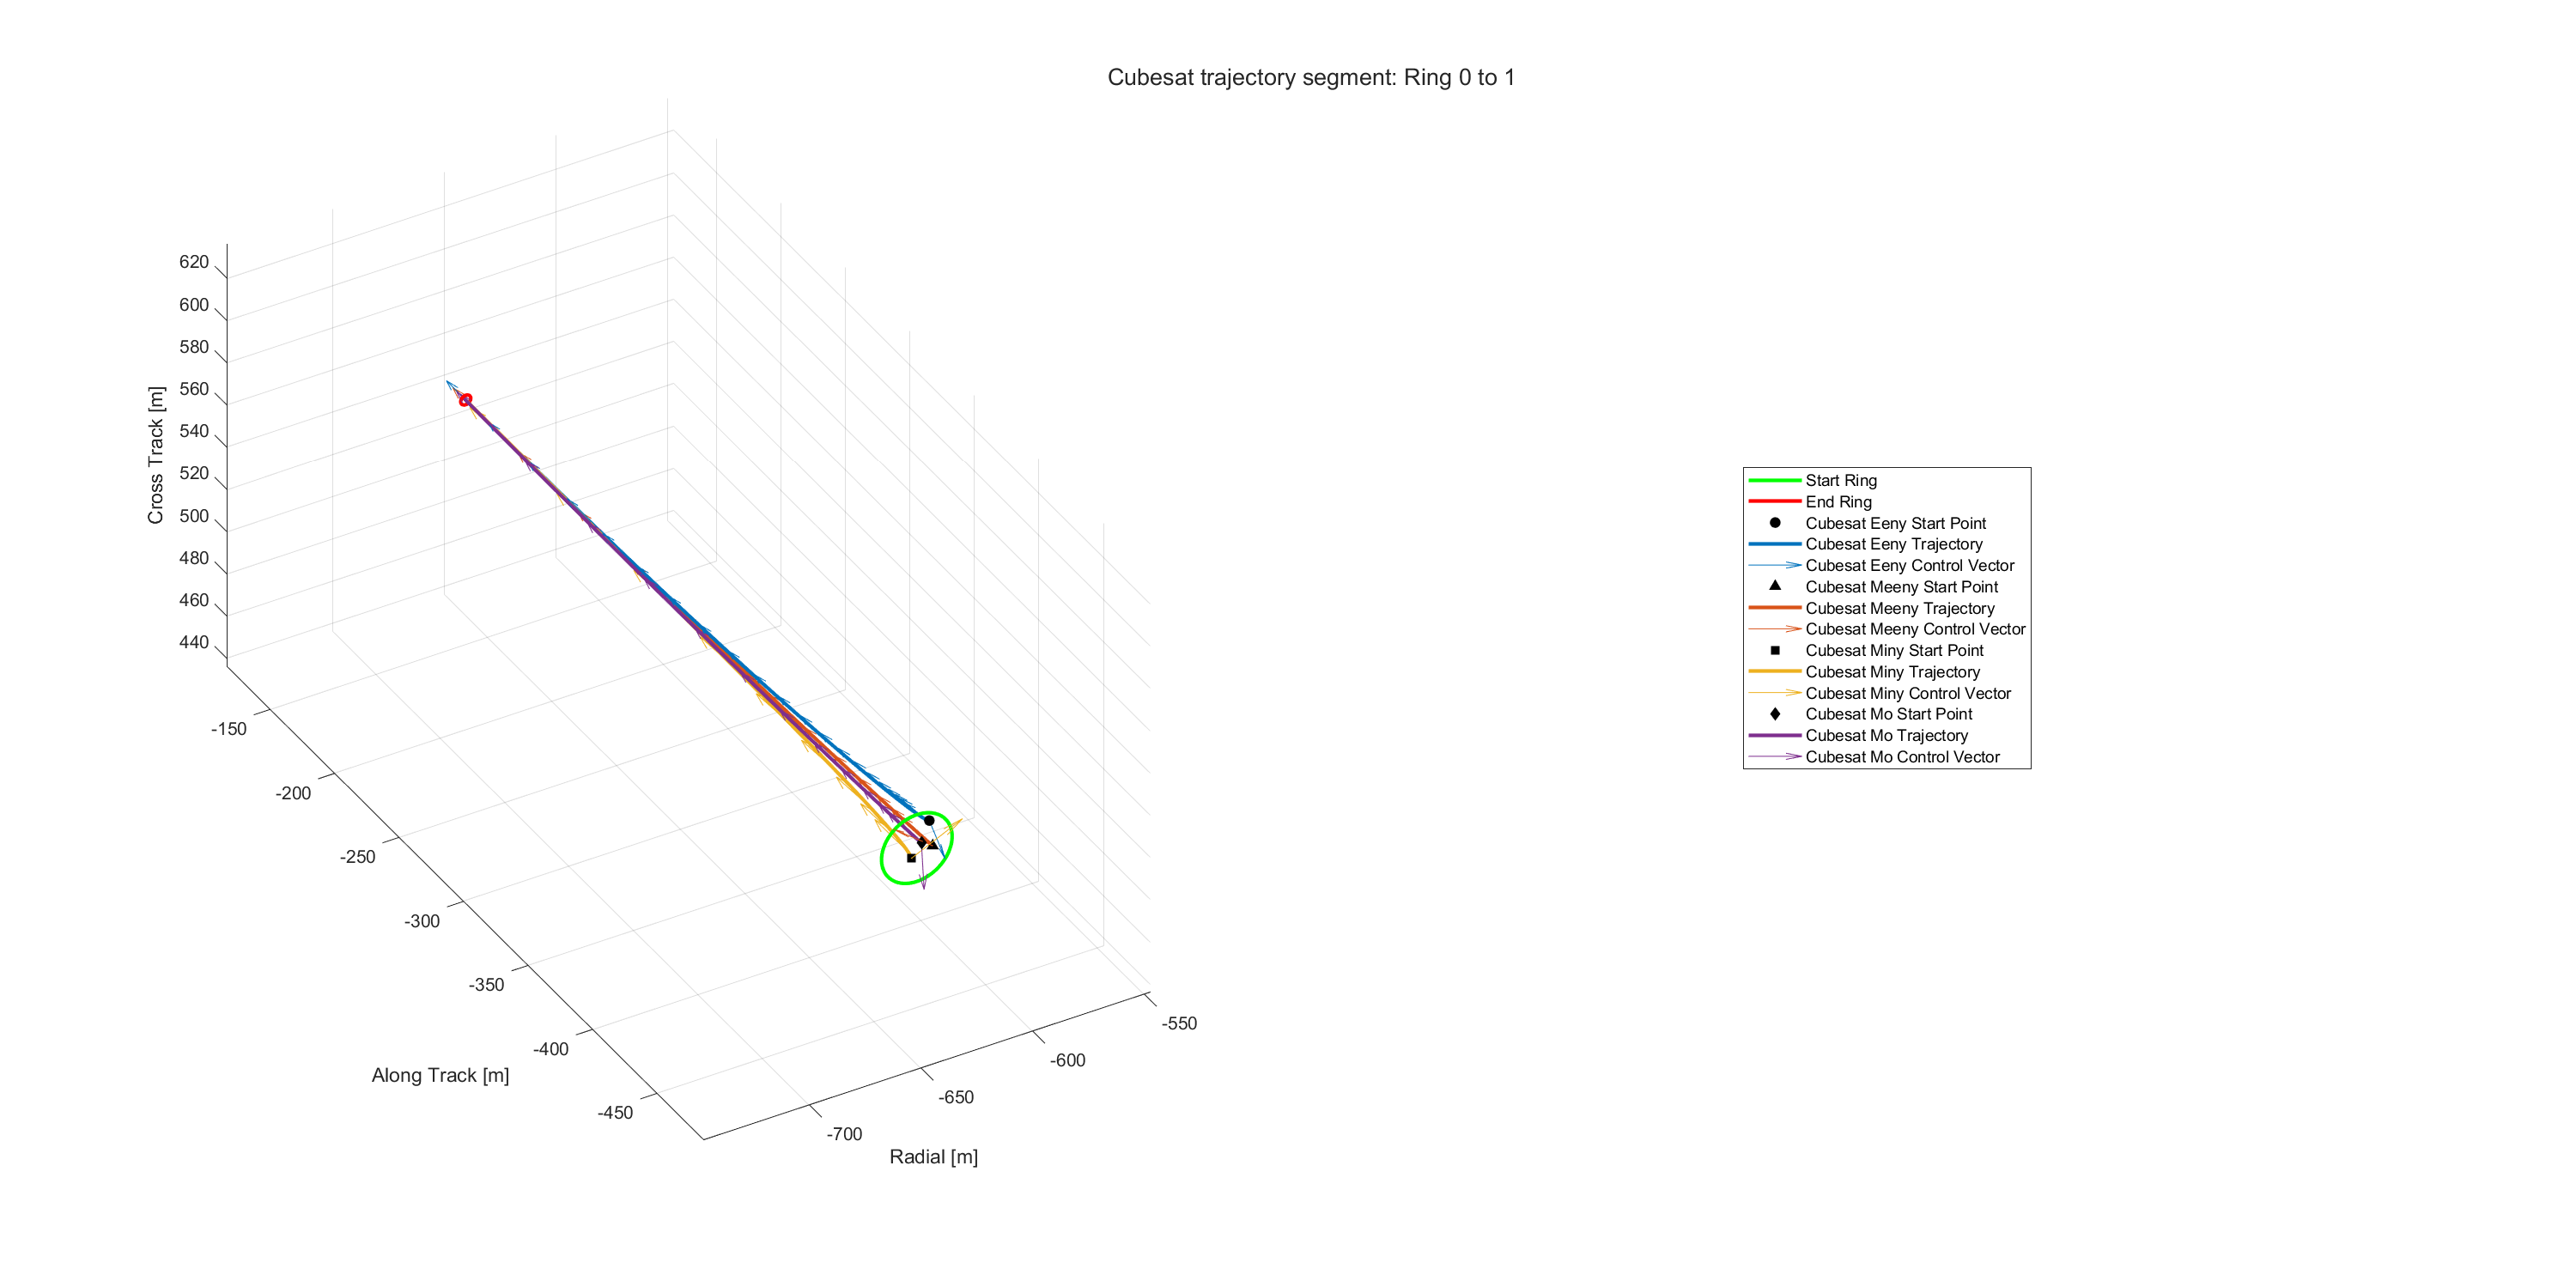 Cubesat trajectory segment: Ring 0 to 1
620
600
580
560
540
520
500
480
460
440
Cross Track [m]
-150
-200
-250
-300
-350
-400
-450
Along Track [m]
-700
-650
-600
-550
Radial [m]
Start Ring
End Ring
Cubesat Eeny Start Point
Cubesat Eeny Trajectory
Cubesat Eeny Control Vector
Cubesat Meeny Start Point
Cubesat Meeny Trajectory
Cubesat Meeny Control Vector
Cubesat Miny Start Point
Cubesat Miny Trajectory
Cubesat Miny Control Vector
Cubesat Mo Start Point
Cubesat Mo Trajectory
Cubesat Mo Control Vector